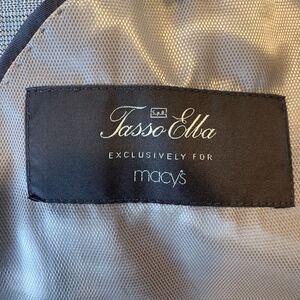 S.p.A.
Tasso Elba
EXCLUSIVELY FOR
macy's